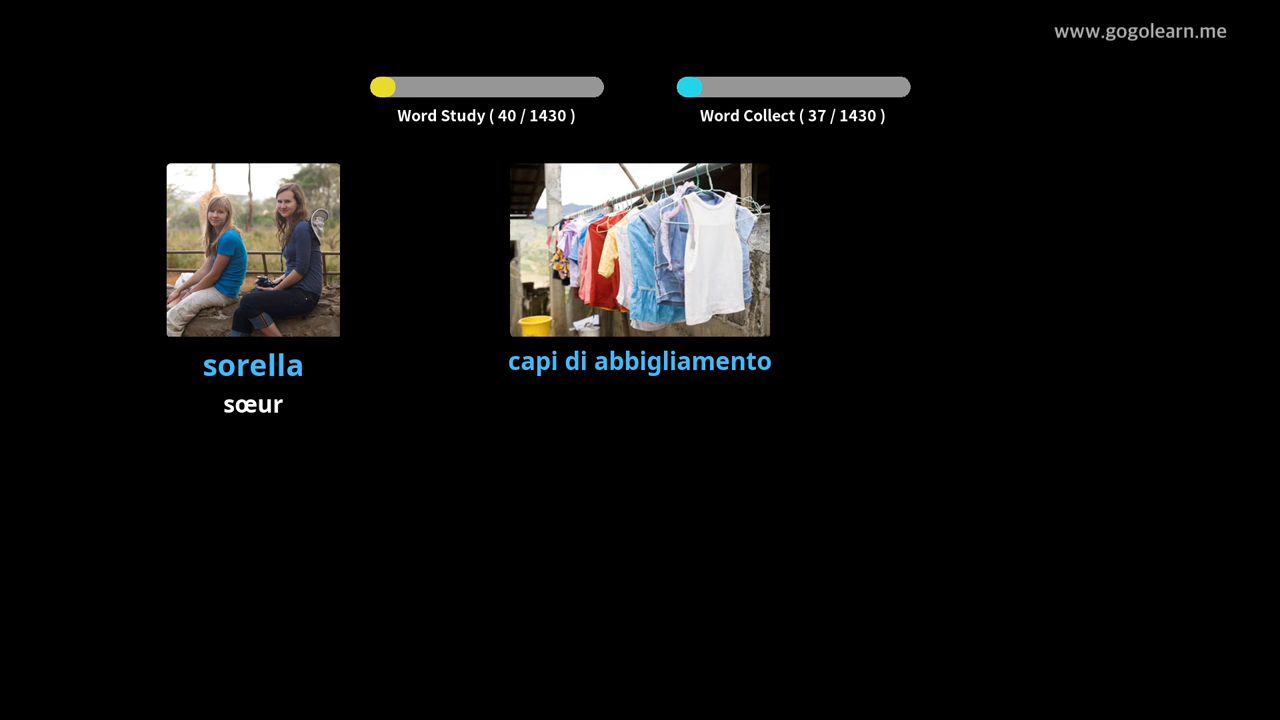 www.gogolearn.me
Word Study ( 40 / 1430 )
Word Collect ( 37 / 1430 )
sorella
sœur
capi di abbigliamento